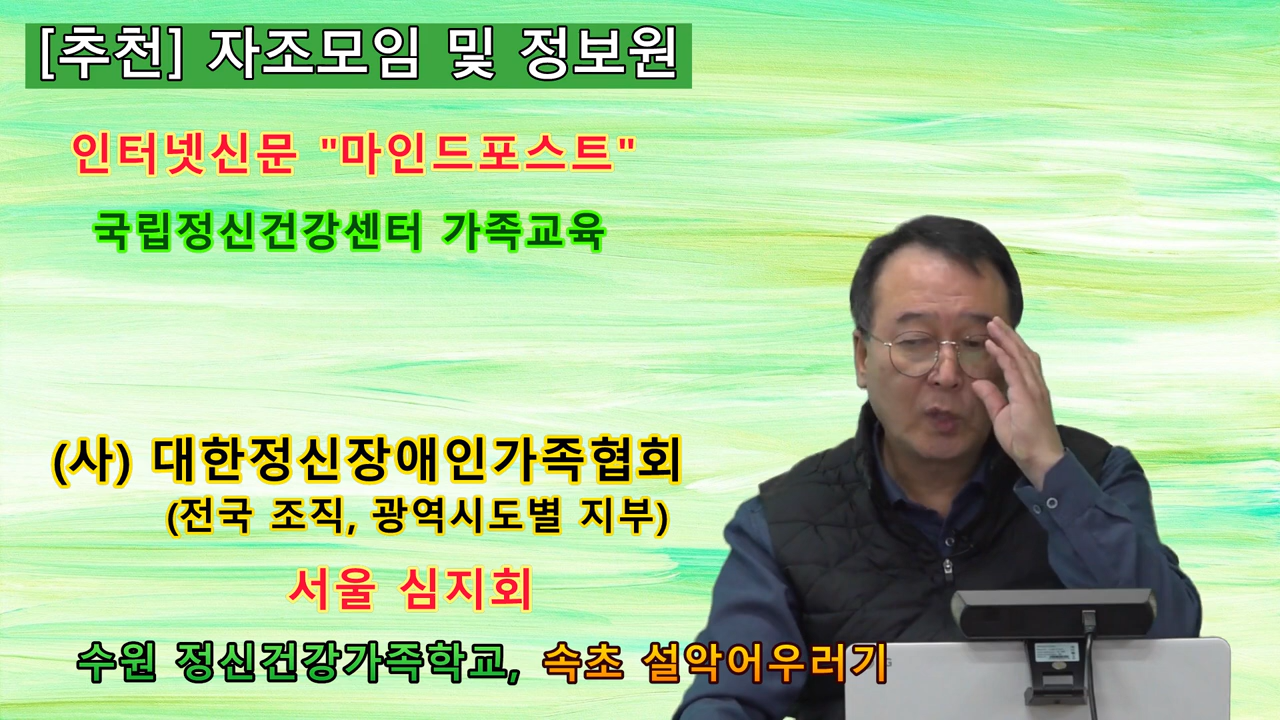 [추천] 자조모임 및 정보원
인터넷신문 "마인드포스트"
국립정신건강센터 가족교육
(사) 대한정신장애인가족협회
(전국 조직, 광역시도별 지부)
서울 심지회
수원 정신건강가족학교, 속초 설악어우러기